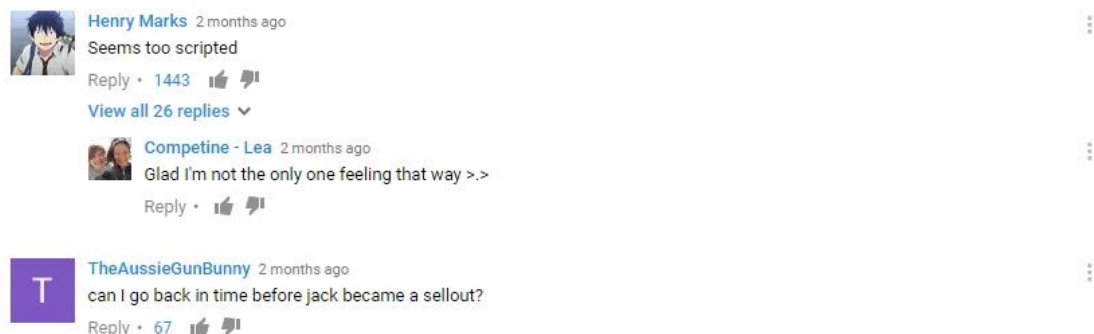 Henry Marks 2 months ago
Seems too scripted
Reply • 1443
View all 26 replies
Competine - Lea 2 months ago
Glad I'm not the only one feeling that way >.>
Reply •
T
TheAussieGunBunny 2 months ago
can I go back in time before jack became a sellout?
Reply • 67